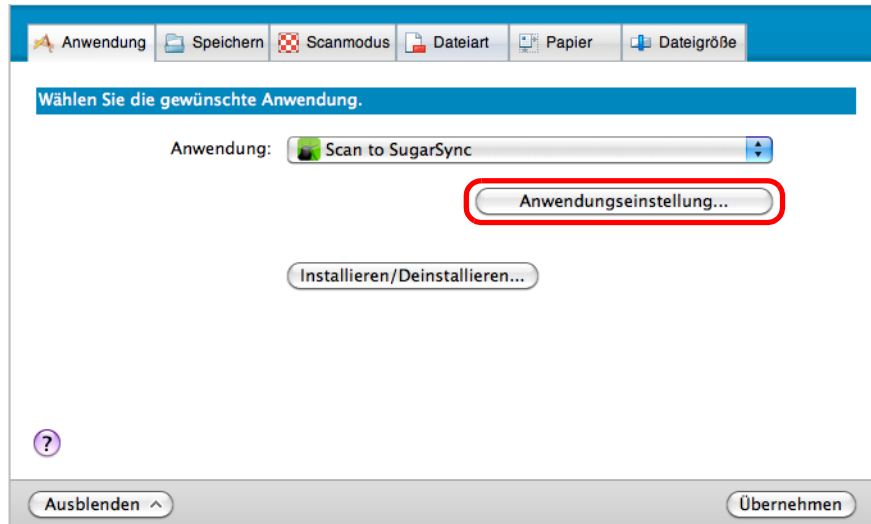 Anwendung Speichern Scanmodus Dateiart Papier Dateigröße
Wählen Sie die gewünschte Anwendung.
Anwendung: Scan to SugarSync
Anwendungseinstellung...
Installieren/Deinstallieren...
?
Ausblenden Übernehmen